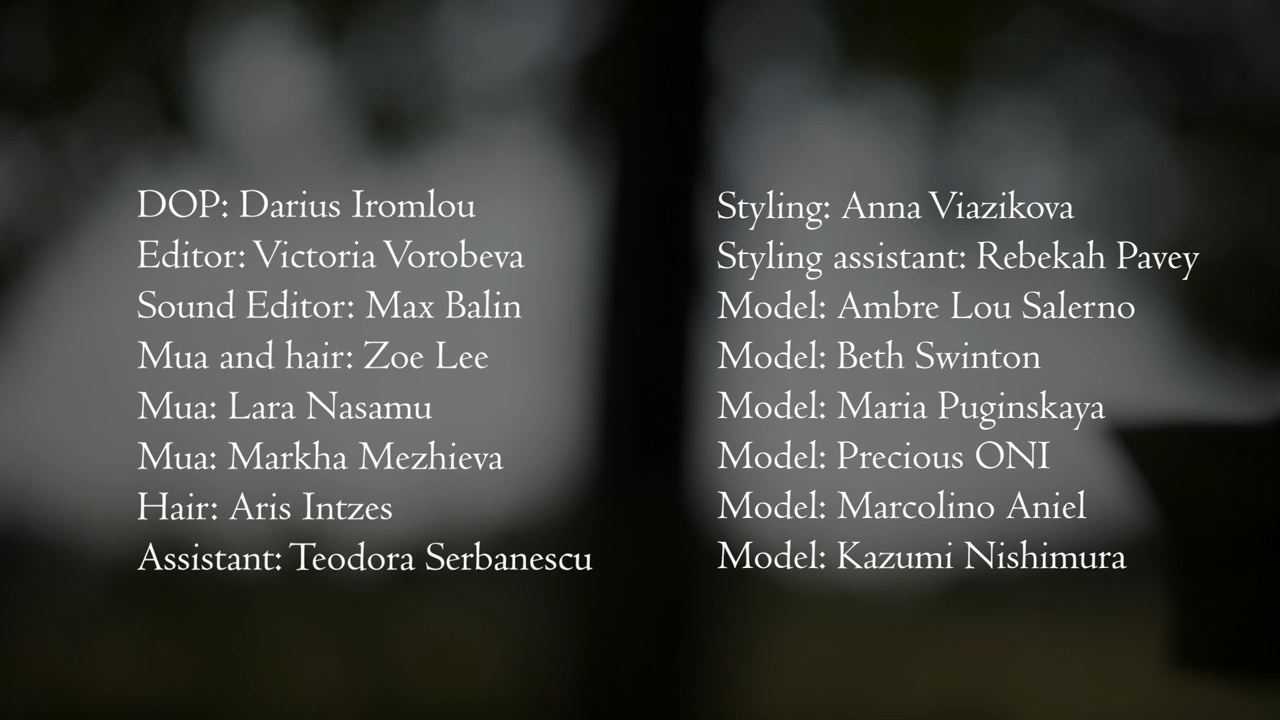 DOP: Darius Iromlou
Editor: Victoria Vorobeva
Sound Editor: Max Balin
Mua and hair: Zoe Lee
Mua: Lara Nasamu
Mua: Markha Mezhieva
Hair: Aris Intzes
Assistant: Teodora Serbanescu
Styling: Anna Viazikova
Styling assistant: Rebekah Pavey
Model: Ambre Lou Salerno
Model: Beth Swinton
Model: Maria Puginskaya
Model: Precious ONI
Model: Marcolino Aniel
Model: Kazumi Nishimura